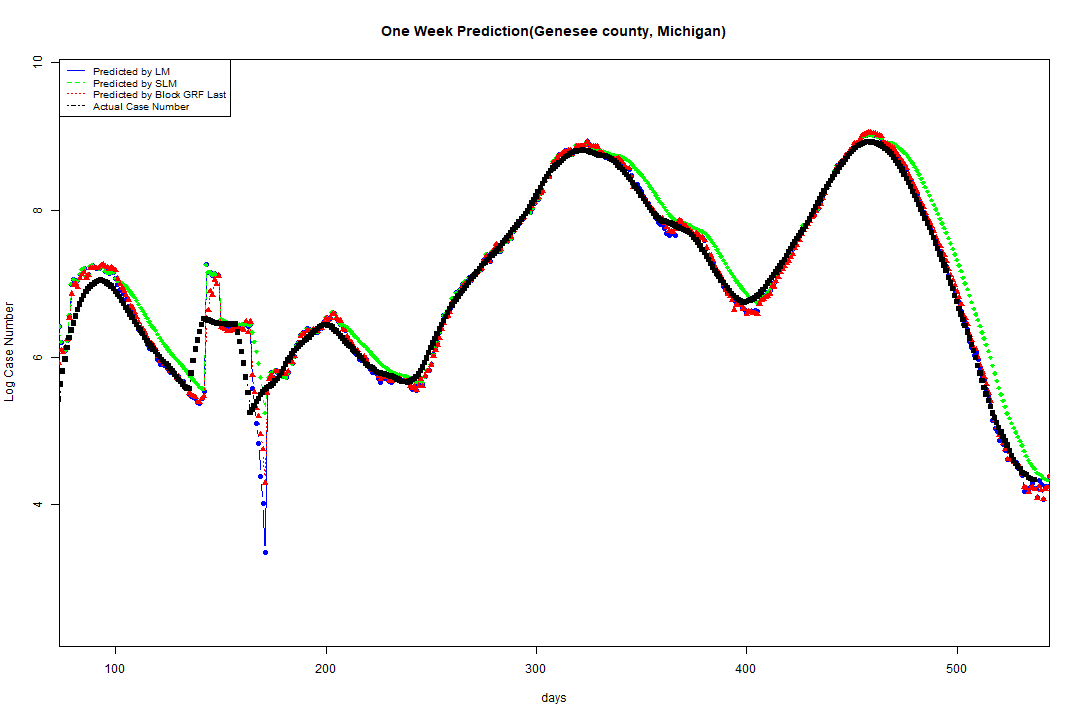 One Week Prediction(Genesee county, Michigan)
Predicted by LM
Predicted by SLM
Predicted by Block GRF Last
Actual Case Number
Log Case Number
10
8
6
4
100 200 300 400 500
days